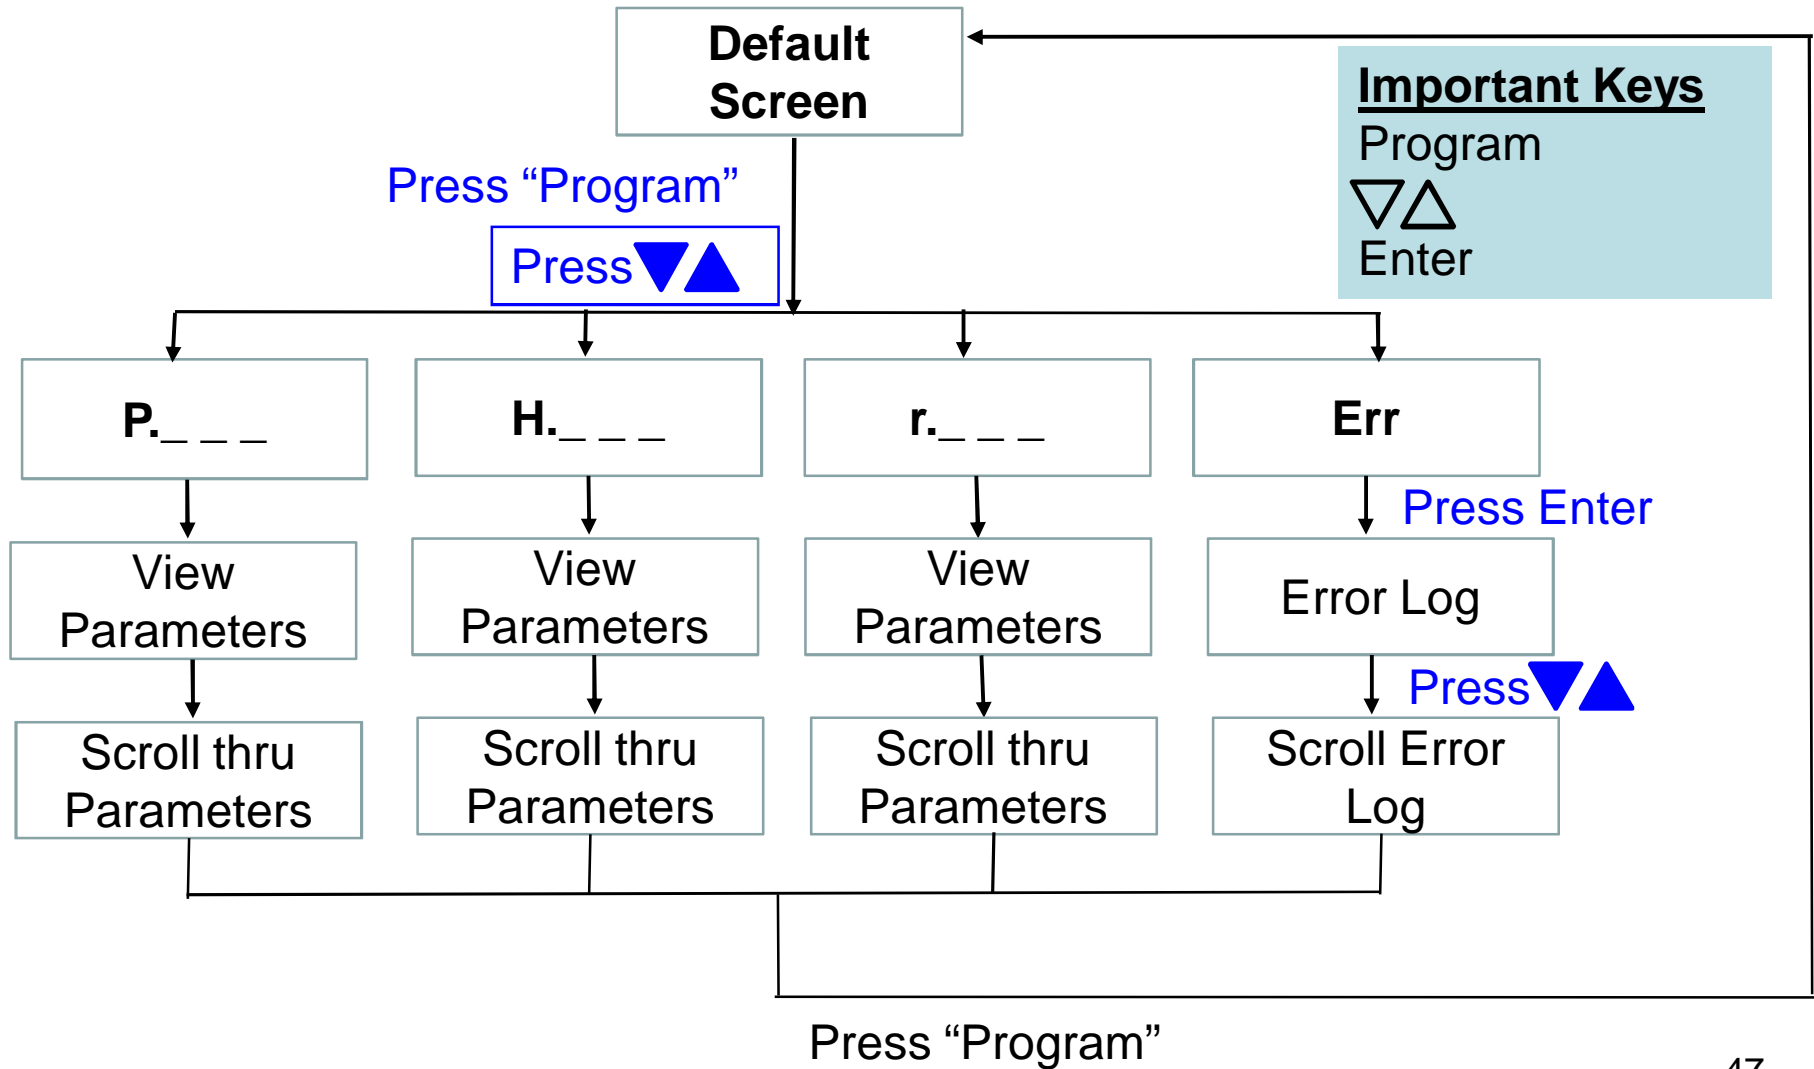 Default
Screen
Important Keys
Program
▽△
Enter
Press “Program”
Press▼▲
P._ _ _
H._ _ _
r._ _ _
Err
Press Enter
View
Parameters
View
Parameters
View
Parameters
Error Log
Press▼▲
Scroll thru
Parameters
Scroll thru
Parameters
Scroll thru
Parameters
Scroll Error
Log
Press “Program”
47